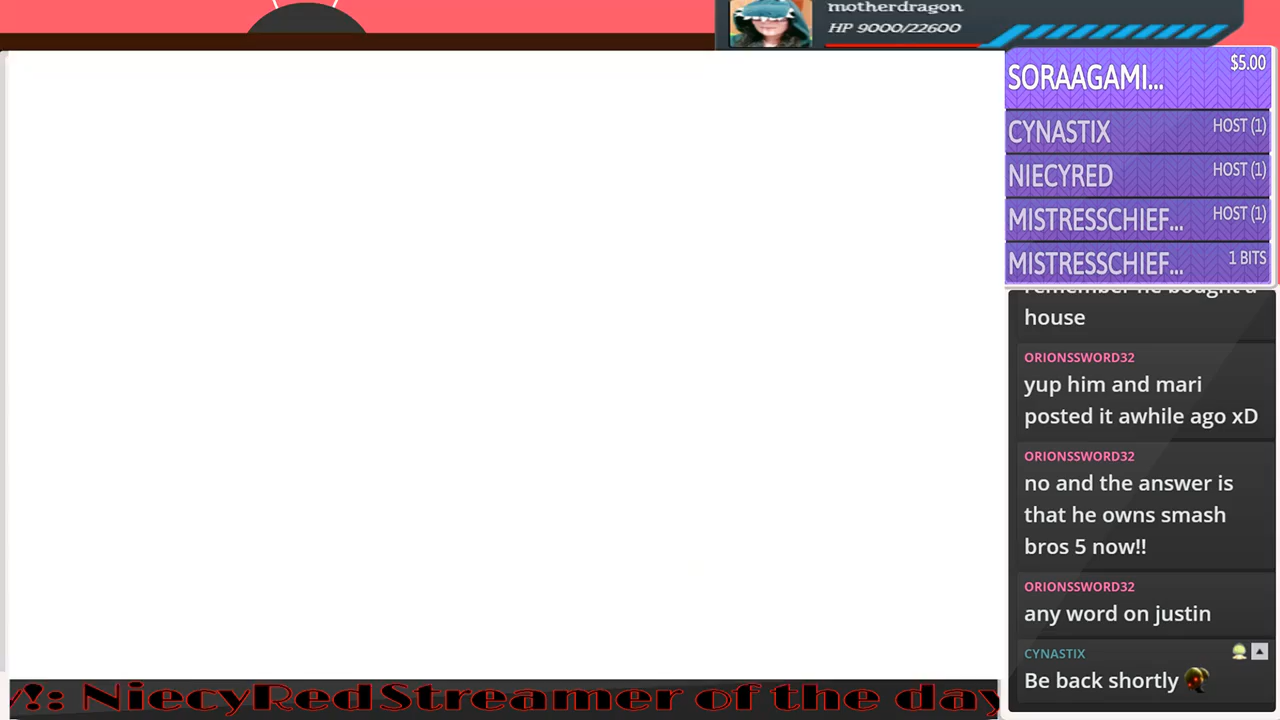 motherdragon
HP 9000/22600
SORAAGAMI... $5.00
CYNASTIX HOST (1)
NIECYRED HOST (1)
MISTRESSCHIEF... HOST (1)
MISTRESSCHIEF... 1 BITS
remember he bought a
house
ORIONSSWORD32
yup him and mari
posted it awhile ago xD
ORIONSSWORD32
no and the answer is
that he owns smash
bros 5 now!!
ORIONSSWORD32
any word on justin
CYNASTIX
Be back shortly
!: NiecyRed Streamer of the day